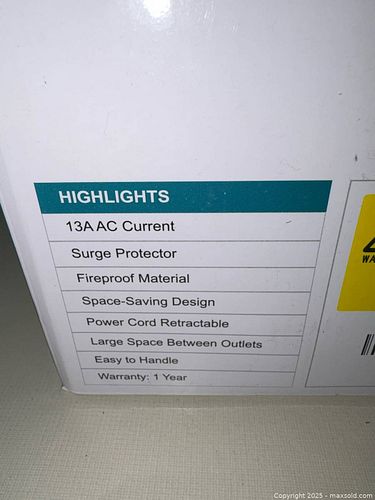 HIGHLIGHTS
13A AC Current
Surge Protector
Fireproof Material
Space-Saving Design
Power Cord Retractable
Large Space Between Outlets
Easy to Handle
Warranty: 1 Year
WA
Copyright 2025 - maxsold.com